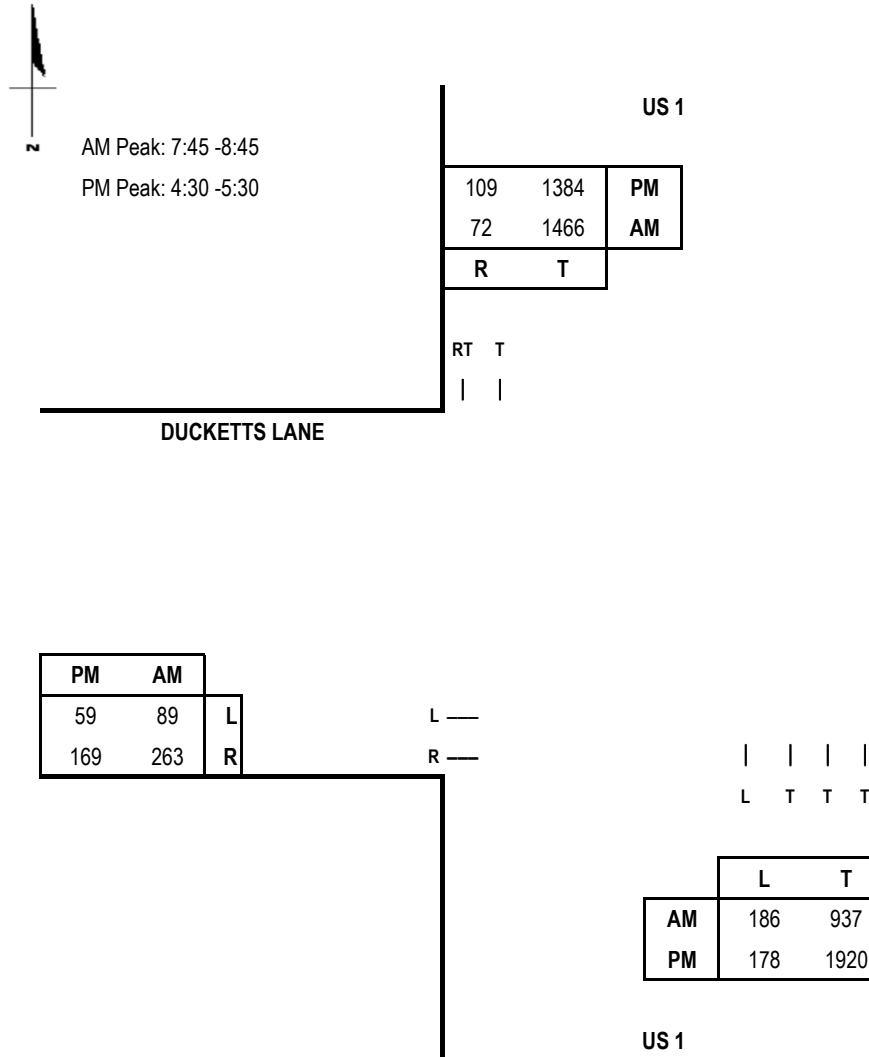 US 1
N
AM Peak: 7:45 -8:45
PM Peak: 4:30 -5:30
109 1384 PM
72 1466 AM
R T
RT T
DUCKETTS LANE
PM AM
59 89 L
169 263 R
L
R
L T T T
L T
AM 186 937
PM 178 1920
US 1